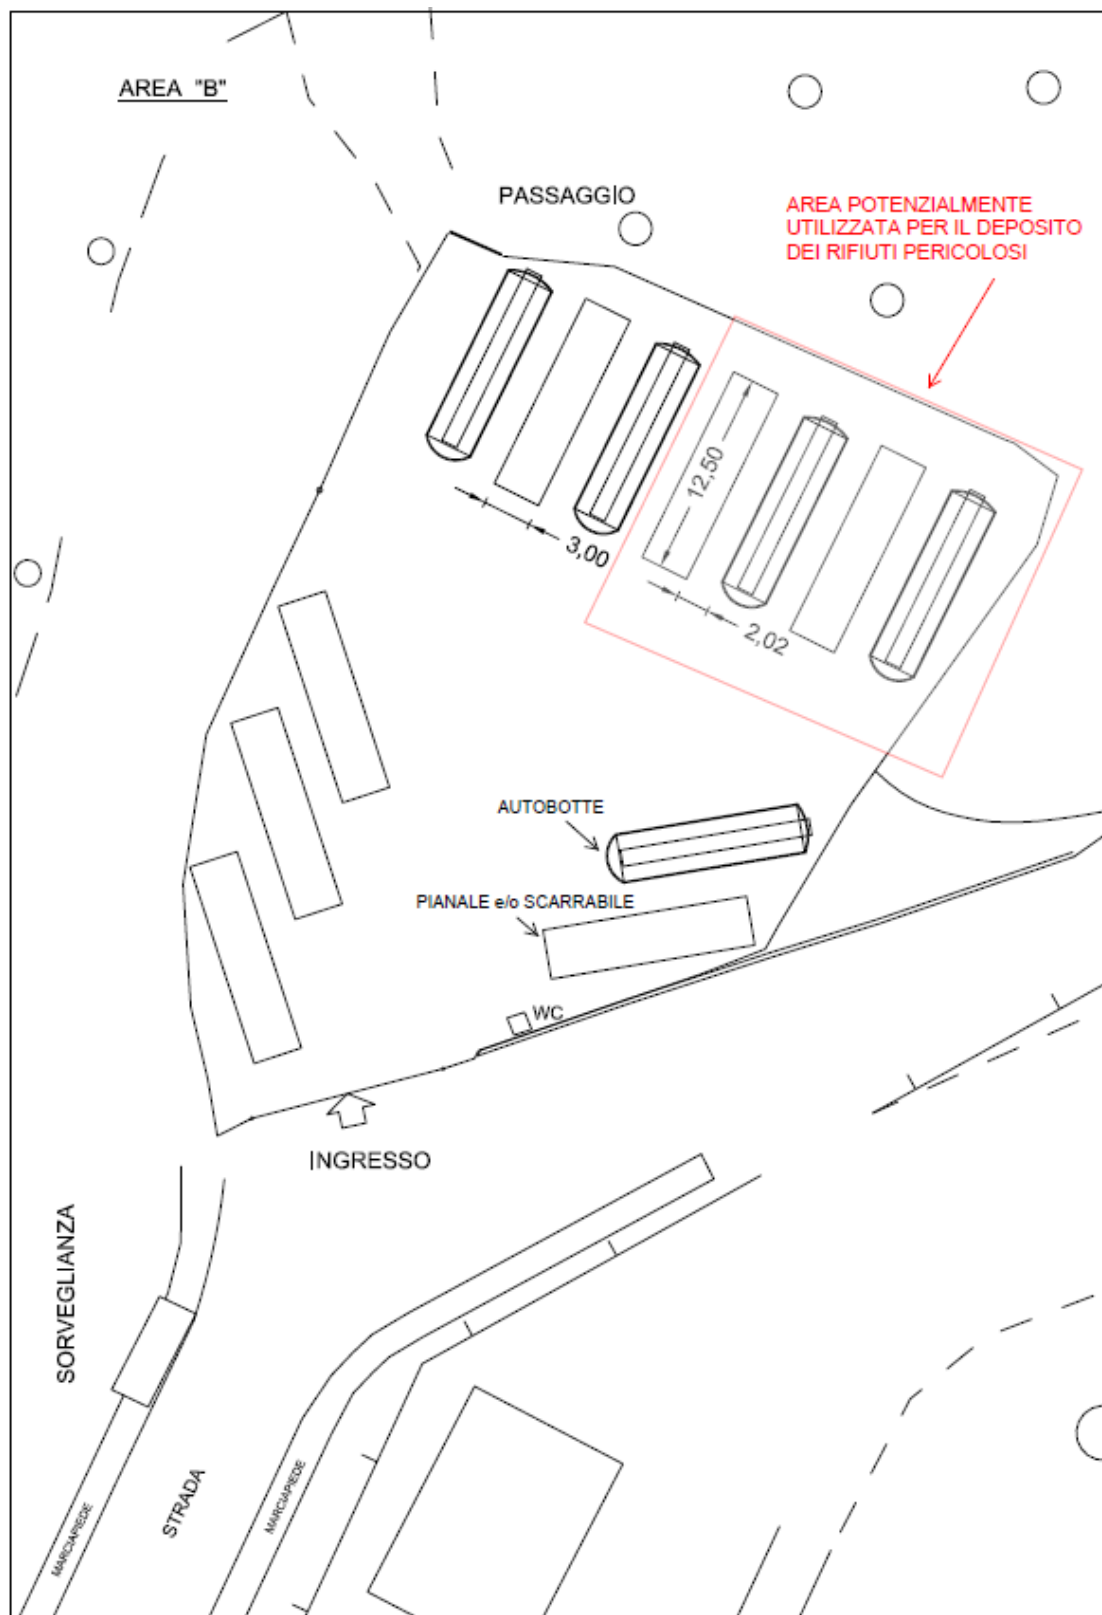 AREA "B"
PASSAGGIO
AREA POTENZIALMENTE
UTILIZZATA PER IL DEPOSITO
DEI RIFIUTI PERICOLOSI
12,50
3,00
2,02
AUTOBOTTE
PIANALE e/o SCARRABILE
WC
INGRESSO
SORVEGLIANZA
STRADA
MARCIAPIEDE
MARCIAPIEDE